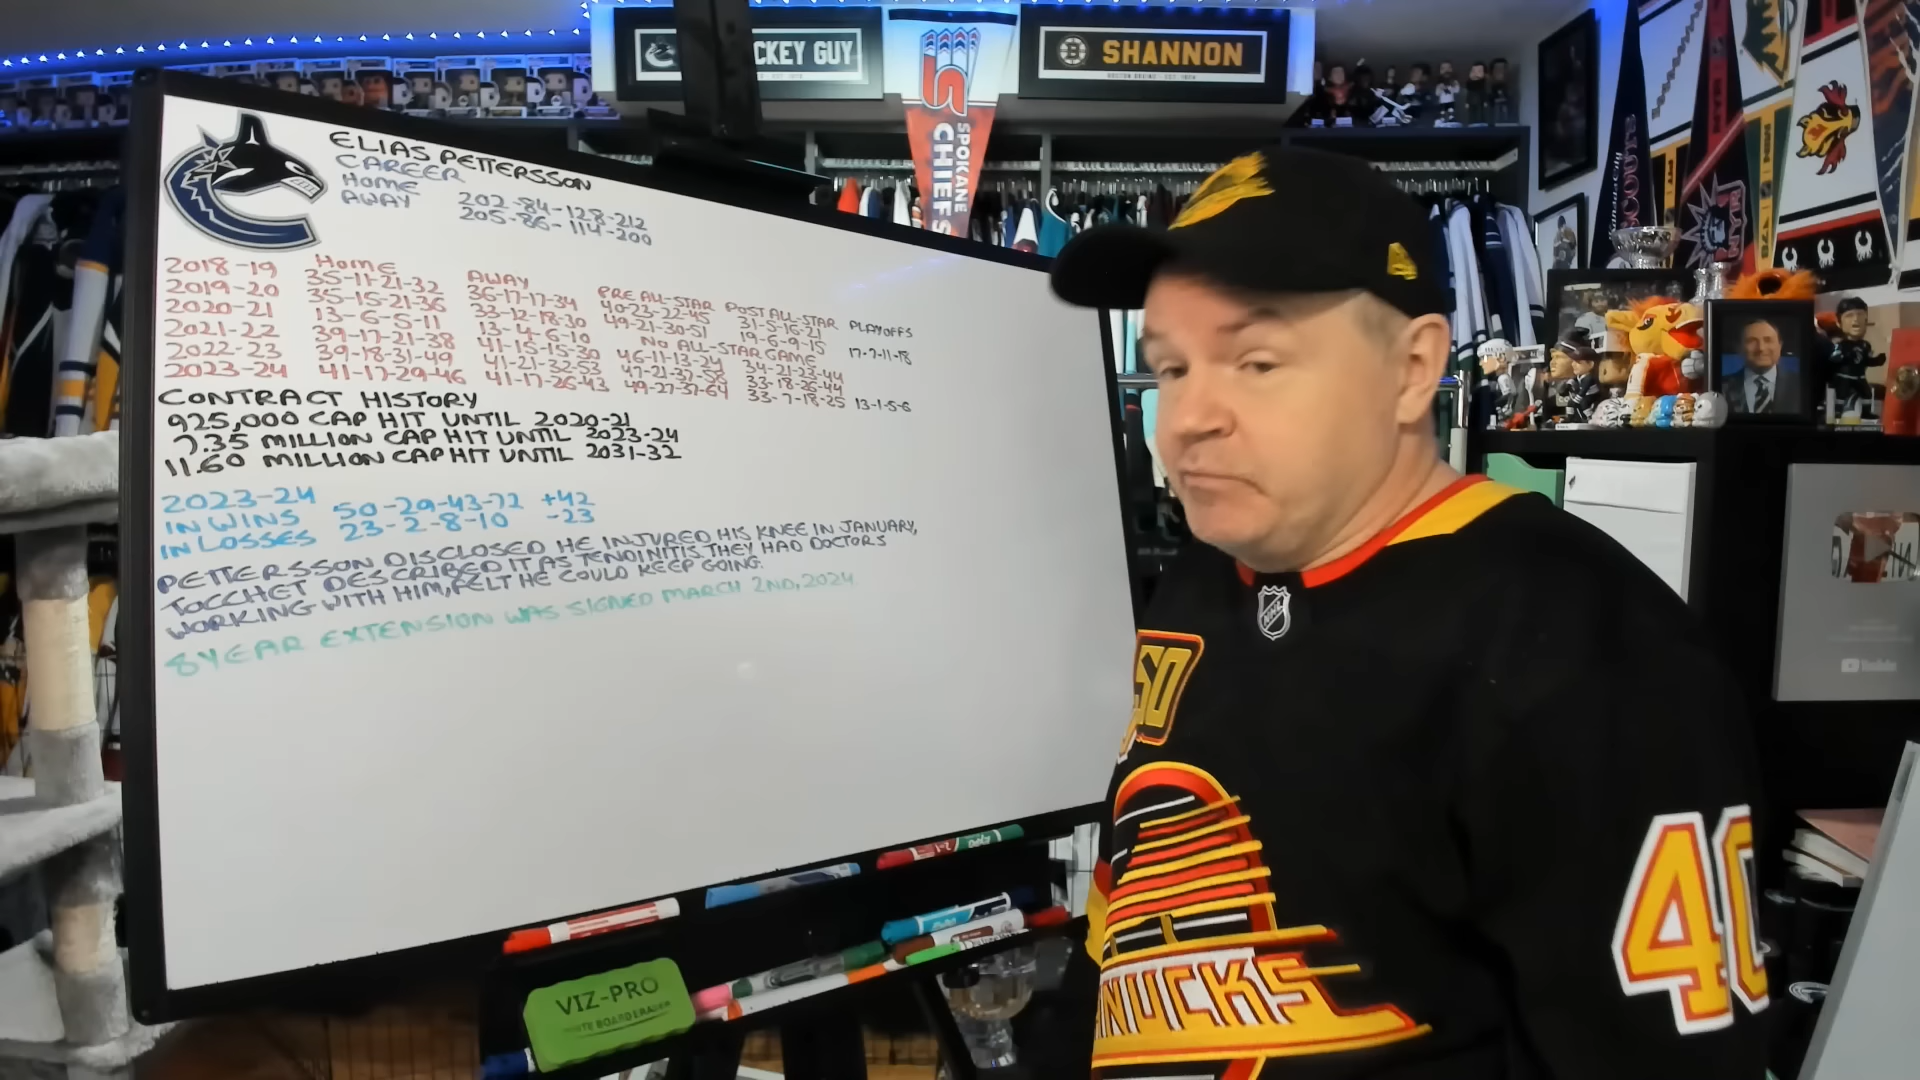 CKEY GUY
SHANNON
BOSTON BRUINS EST. 1924
SPOKANE
CHIEFS
ELIAS PETTERSSON
CAREER
HOME 202-84-128-212
AWAY 205-86-114-200
HOME AWAY PRE ALL-STAR POST ALL-STAR PLAYOFFS
2018-19 35-11-21-32 36-17-17-34 40-23-22-45 31-5-16-21
2019-20 35-15-21-36 33-12-18-30 49-21-30-51 19-6-9-15 17-7-11-18
2020-21 13-6-5-11 13-4-6-10 NO ALL-STAR GAME
2021-22 39-17-21-38 41-15-15-30 46-11-13-24 34-21-23-44
2022-23 39-18-31-49 41-21-32-53 47-21-37-58 33-18-26-44
2023-24 41-17-29-46 41-17-26-43 49-27-37-64 33-7-18-25 13-1-5-6
CONTRACT HISTORY
925,000 CAP HIT UNTIL 2020-21
7.35 MILLION CAP HIT UNTIL 2023-24
11.60 MILLION CAP HIT UNTIL 2031-32
2023-24
IN WINS 50-29-43-72 +42
IN LOSSES 23-2-8-10 -23
PETTERSSON DISCLOSED HE INJURED HIS KNEE IN JANUARY,
TOCCHET DESCRIBED IT AS TENDINITIS, THEY HAD DOCTORS
WORKING WITH HIM, FELT HE COULD KEEP GOING.
8 YEAR EXTENSION WAS SIGNED MARCH 2ND, 2024
VIZ-PRO
WHITE BOARD ERASER
NHL
50
NUCKS
40
SCOUTS
YouTube